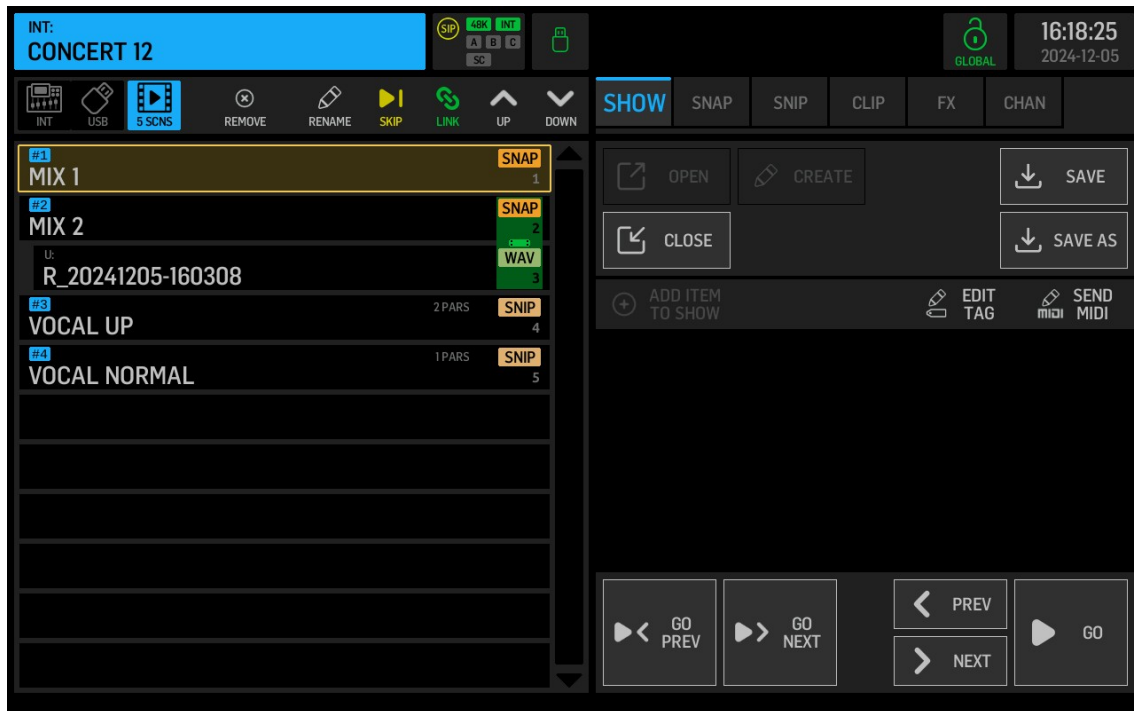 INT:
CONCERT 12
SIP 48K INT
A B C
SC
GLOBAL
16:18:25
2024-12-05
INT USB 5 SCNS REMOVE RENAME SKIP LINK UP DOWN
SHOW SNAP SNIP CLIP FX CHAN
#1 SNAP
MIX 1 1
#2 SNAP
MIX 2 2
U: WAV
R_20241205-160308 3
#3 2 PARS SNIP
VOCAL UP 4
#4 1 PARS SNIP
VOCAL NORMAL 5
OPEN CREATE SAVE
CLOSE SAVE AS
ADD ITEM
TO SHOW
EDIT
TAG
midi SEND
MIDI
GO
PREV
GO
NEXT
PREV
NEXT
GO